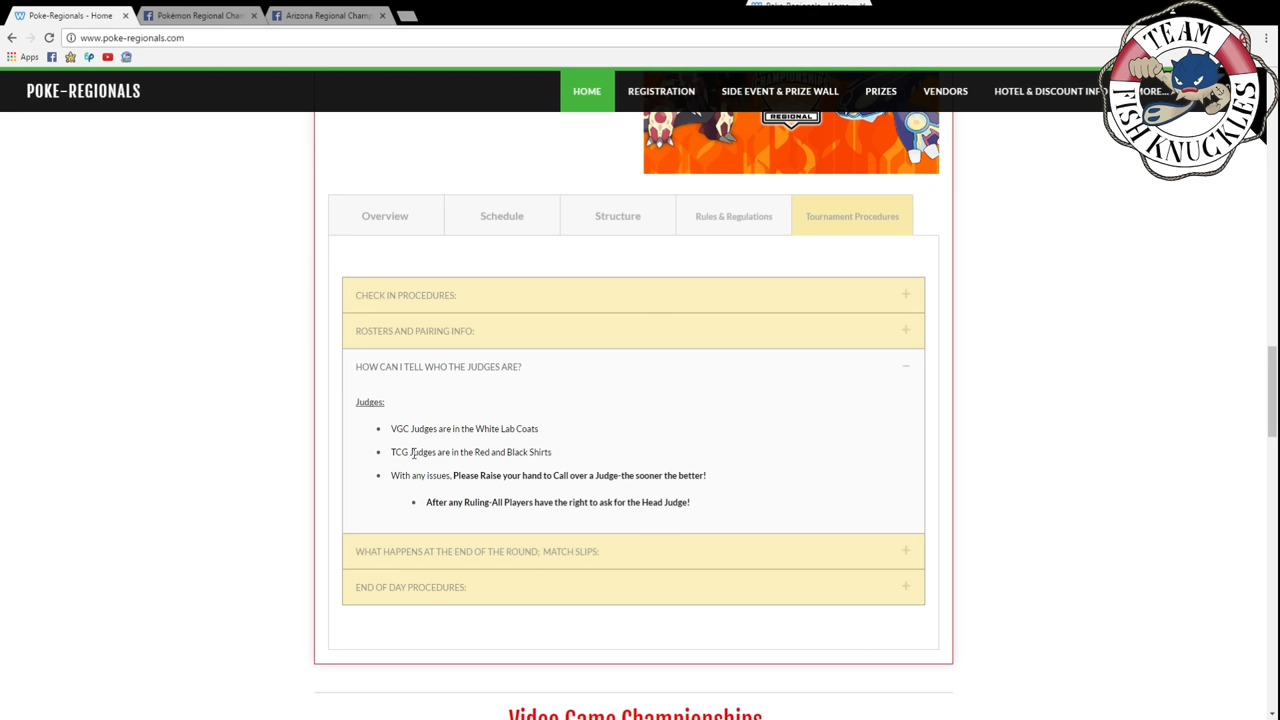 Poke-Regionals - Home
Pokémon Regional Cham
Arizona Regional Champ
www.poke-regionals.com
Apps
POKE-REGIONALS
HOME
REGISTRATION
SIDE EVENT & PRIZE WALL
PRIZES
VENDORS
HOTEL & DISCOUNT INFO
MORE...
TEAM
FISH KNUCKLES
REGIONAL
Overview
Schedule
Structure
Rules & Regulations
Tournament Procedures
CHECK IN PROCEDURES:
ROSTERS AND PAIRING INFO:
HOW CAN I TELL WHO THE JUDGES ARE?
Judges:
VGC Judges are in the White Lab Coats
TCG Judges are in the Red and Black Shirts
With any issues, Please Raise your hand to Call over a Judge-the sooner the better!
After any Ruling-All Players have the right to ask for the Head Judge!
WHAT HAPPENS AT THE END OF THE ROUND; MATCH SLIPS:
END OF DAY PROCEDURES:
Video Game Championships